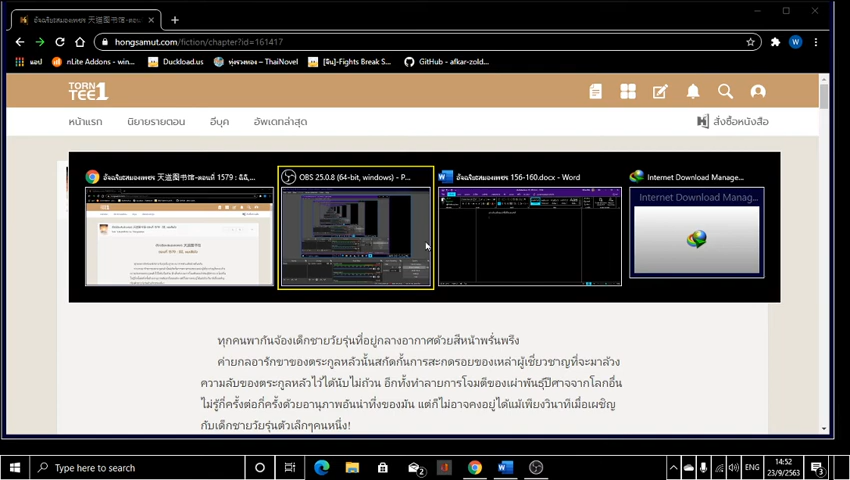 อัจฉริยะสมองเพชร 天道图书馆-ตอน
hongsamut.com/fiction/chapter?id=161417
แอป
nLite Addons - win...
Duckload.us
ทุ่งรวงทอง – ThaiNovel
[จีน]-Fights Break S...
GitHub - afkar-zold...
TORN
TEE1
หน้าแรก
นิยายรายตอน
อีบุค
อัพเดทล่าสุด
สั่งซื้อหนังสือ
อัจฉริยะสมองเพชร 天道图书馆-ตอนที่ 1579 : ฉีฉี,...
OBS 25.0.8 (64-bit, windows) - P...
อัจฉริยะสมองเพชร 156-160.docx - Word
Internet Download Manage...
Internet Download Manag...
ทุกคนพากันจ้องเด็กชายวัยรุ่นที่อยู่กลางอากาศด้วยสีหน้าพรั่นพรึง
ค่ายกลอารักขาของตระกูลหลัวนั้นสกัดกั้นการสะกดรอยของเหล่าผู้เชี่ยวชาญที่จะมาล้วง
ความลับของตระกูลหลัวไว้ได้นับไม่ถ้วน อีกทั้งทำลายการโจมตีของเผ่าพันธุ์ปีศาจจากโลกอื่น
ไม่รู้กี่ครั้งต่อกี่ครั้งด้วยอานุภาพอันน่าทึ่งของมัน แต่ก็ไม่อาจคงอยู่ได้แม้เพียงวินาทีเมื่อเผชิญ
กับเด็กชายวัยรุ่นตัวเล็กๆคนหนึ่ง!
Type here to search
ENG
14:52
23/9/2563